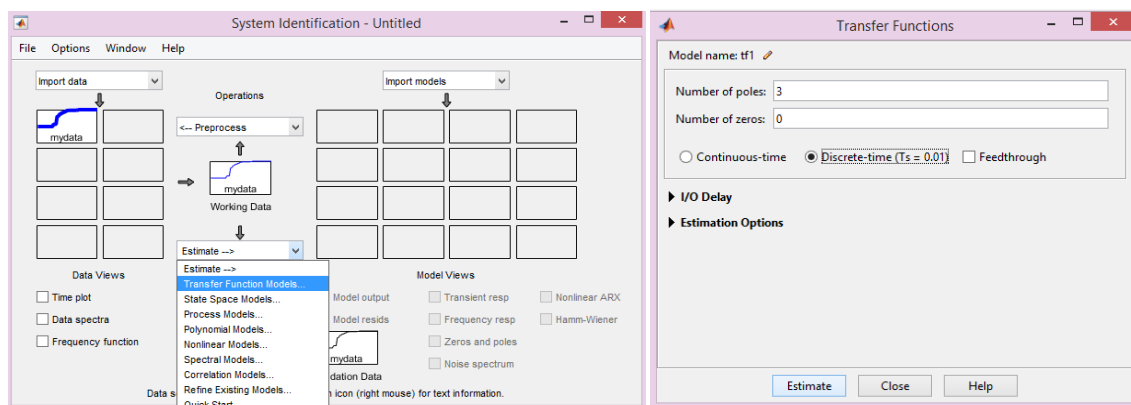 System Identification - Untitled
File Options Window Help
Import data
Import models
Operations
mydata
<-- Preprocess
mydata
Working Data
Estimate -->
Estimate -->
Transfer Function Models...
State Space Models...
Process Models...
Polynomial Models...
Nonlinear Models...
Spectral Models...
Correlation Models...
Refine Existing Models...
Quick Start
Data Views
Time plot
Data spectra
Frequency function
Model Views
Model output
Transient resp
Nonlinear ARX
Model resids
Frequency resp
Hamm-Wiener
Zeros and poles
Noise spectrum
mydata
dation Data
Data s
icon (right mouse) for text information.
Transfer Functions
Model name: tf1
Number of poles: 3
Number of zeros: 0
Continuous-time Discrete-time (Ts = 0.01) Feedthrough
I/O Delay
Estimation Options
Estimate Close Help